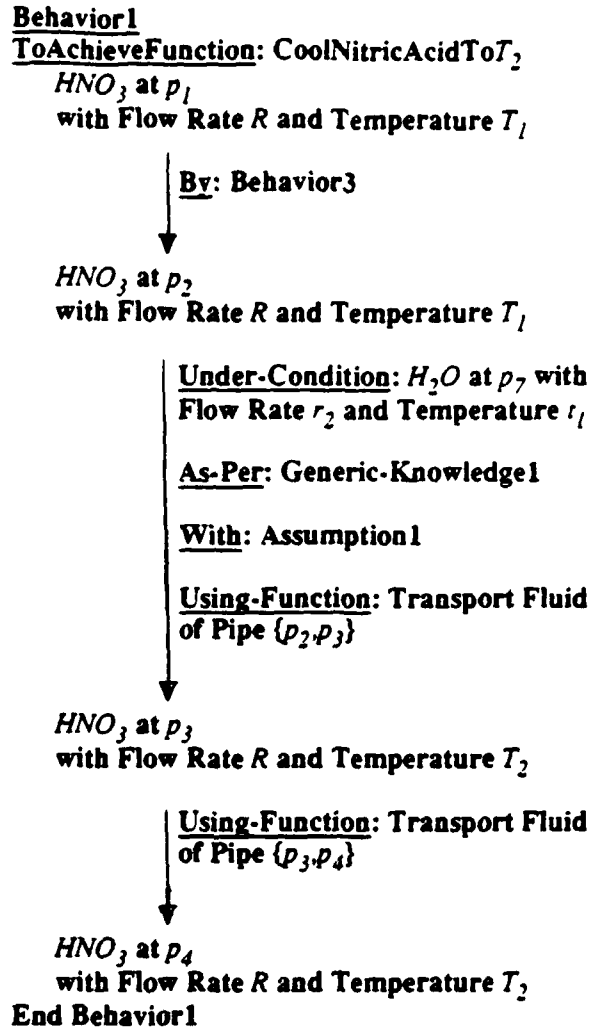 Behavior1
ToAchieveFunction: CoolNitricAcidToT₂
HNO₃ at p₁
with Flow Rate R and Temperature T₁
By: Behavior3
HNO₃ at p₂
with Flow Rate R and Temperature T₁
Under-Condition: H₂O at p₇ with
Flow Rate r₂ and Temperature t₁
As-Per: Generic-Knowledge1
With: Assumption1
Using-Function: Transport Fluid
of Pipe {p₂,p₃}
HNO₃ at p₃
with Flow Rate R and Temperature T₂
Using-Function: Transport Fluid
of Pipe {p₃,p₄}
HNO₃ at p₄
with Flow Rate R and Temperature T₂
End Behavior1